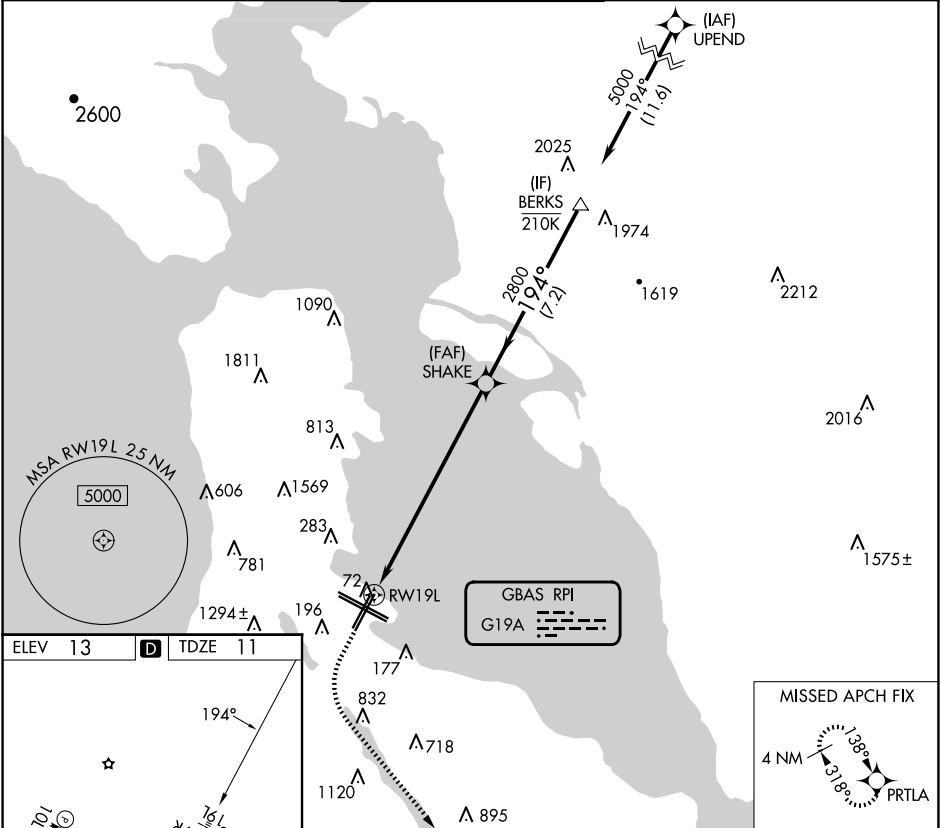 (IAF)
UPEND
5000
194°
(11.6)
2600
2025
(IF)
BERKS
210K
1974
2800
194°
(7.2)
1619
2212
1090
(FAF)
SHAKE
1811
2016
813
MSA RW19L 25 NM
5000
606
1569
283
781
1575±
72
RW19L
GBAS RPI
G19A
1294±
196
ELEV 13
D
TDZE 11
177
194°
832
718
1120
895
MISSED APCH FIX
4 NM
138°
318°
PRTLA
19L
10L
P